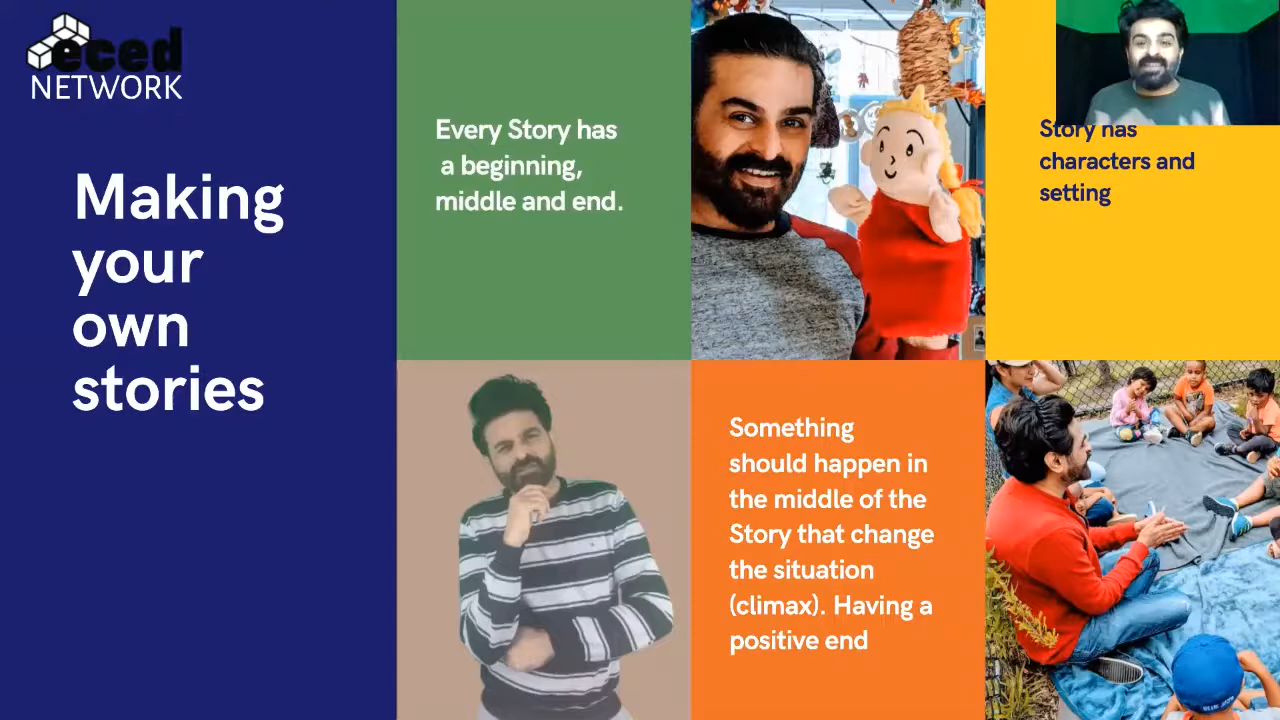 eced
NETWORK
Making
your
own
stories
Every Story has
a beginning,
middle and end.
Story has
characters and
setting
Something
should happen in
the middle of the
Story that change
the situation
(climax). Having a
positive end